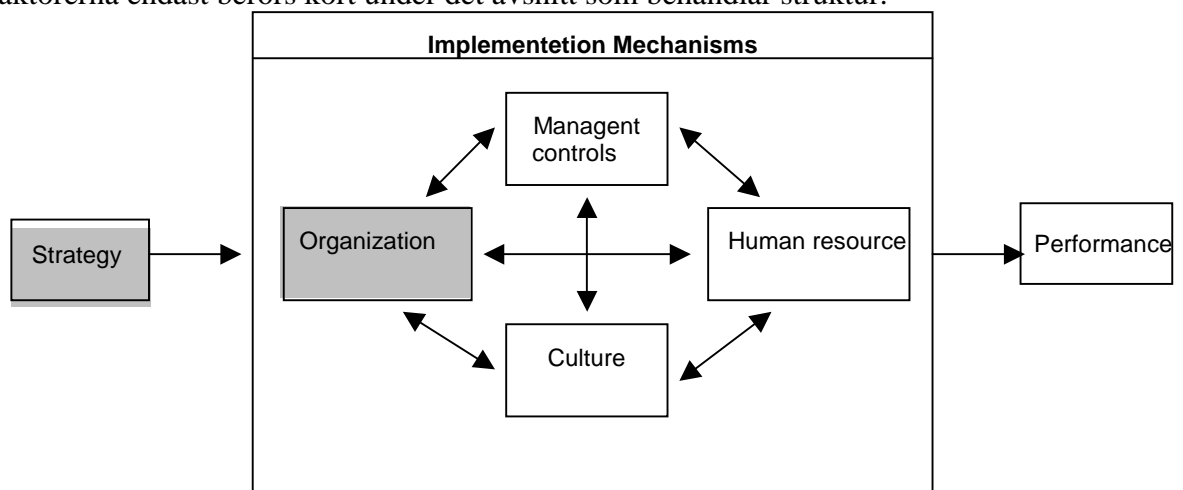 aktorerna endast berörs kort under det avsnitt som behandlar struktur.
Implementetion Mechanisms
Managent
controls
Strategy
Organization
Human resource
Performance
Culture